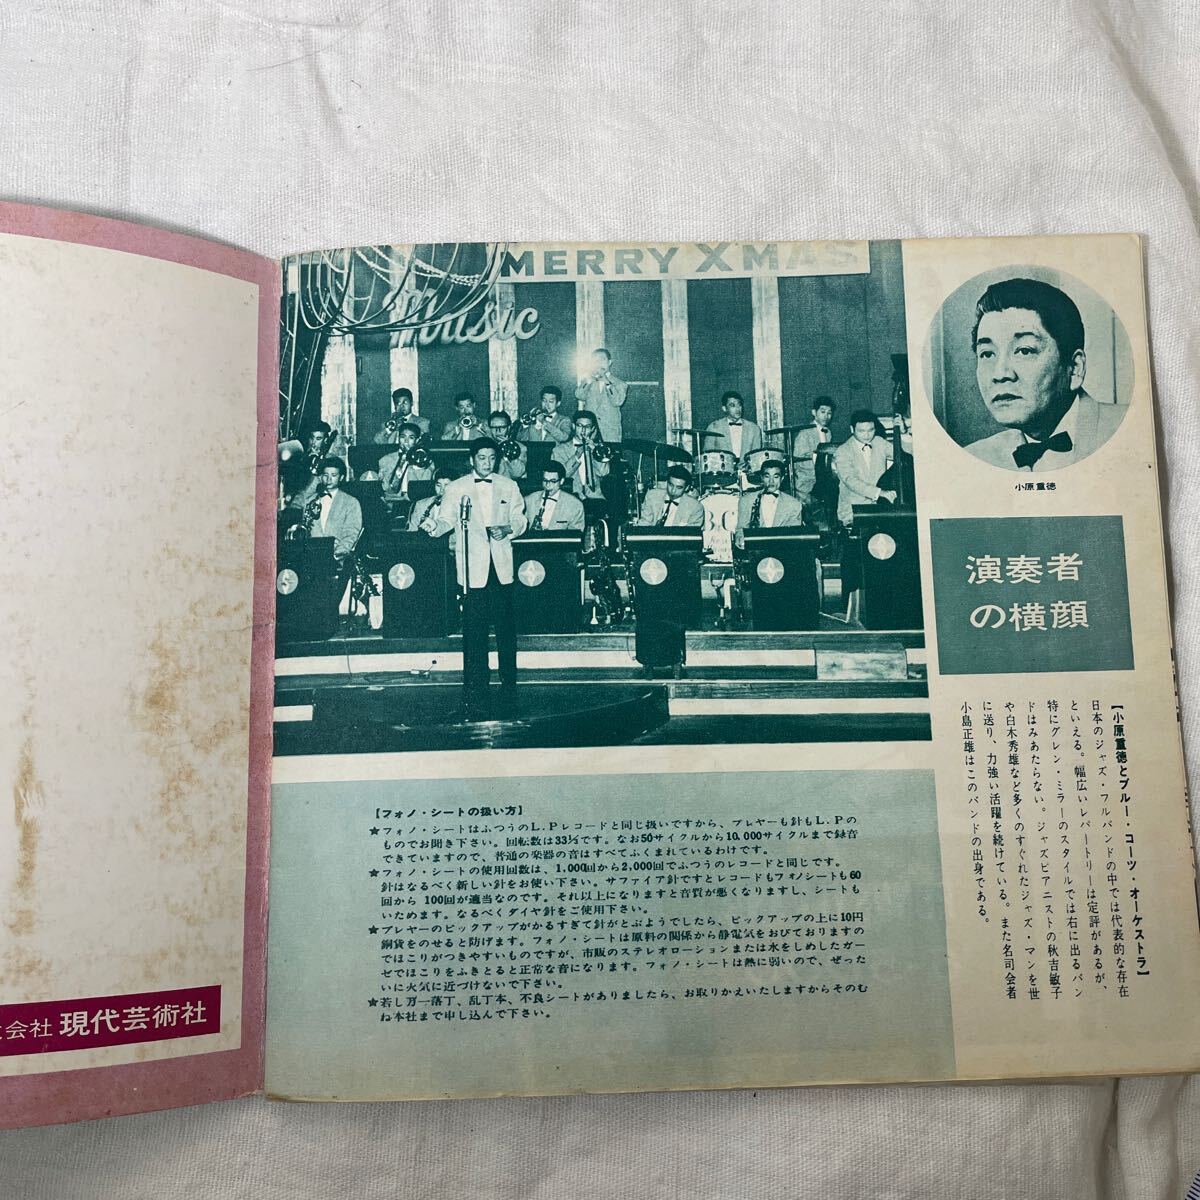 MERRY XMAS
Music
小原重徳
演奏者
の横顔
【小原重徳とブルー・コーツ・オーケストラ】
日本のジャズ・フルバンドの中では代表的な存在
といえる。幅広いレパートリーは定評があるが、
特にグレン・ミラーのスタイルでは右に出るバン
ドはみあたらない。ジャズピアニストの秋吉敏子
や白木秀雄など多くのすぐれたジャズ・マンを世
に送り、力強い活躍を続けている。また名司会者
小島正雄はこのバンドの出身である。
【フォノ・シートの扱い方】
★フォノ・シートはふつうのL.Pレコードと同じ扱いですから、プレヤーも針もL.Pの
ものでお聞き下さい。回転数は33⅓です。なお50サイクルから10,000サイクルまで録音
できていますので、普通の楽器の音はすべてふくまれているわけです。
★フォノ・シートの使用回数は、1,000回から2,000回でふつうのレコードと同じです。
針はなるべく新しい針をお使い下さい。サファイア針ですとレコードもフォノシートも60
回から100回が適当なのです。それ以上になりますと音質が悪くなりますし、シートも
いためます。なるべくダイヤ針をご使用下さい。
★プレヤーのピックアップがかるすぎて針がとぶようでしたら、ピックアップの上に10円
銅貨をのせると防げます。フォノ・シートは原料の関係から静電気をおびておりますの
でほこりがつきやすいものですが、市販のステレオローションまたは水をしめしたガー
ゼでほこりをふきとると正常な音になります。フォノ・シートは熱に弱いので、ぜった
いに火気に近づけないで下さい。
★若し万一落丁、乱丁本、不良シートがありましたら、お取りかえいたしますからそのむ
ね本社まで申し込んで下さい。
会社 現代芸術社